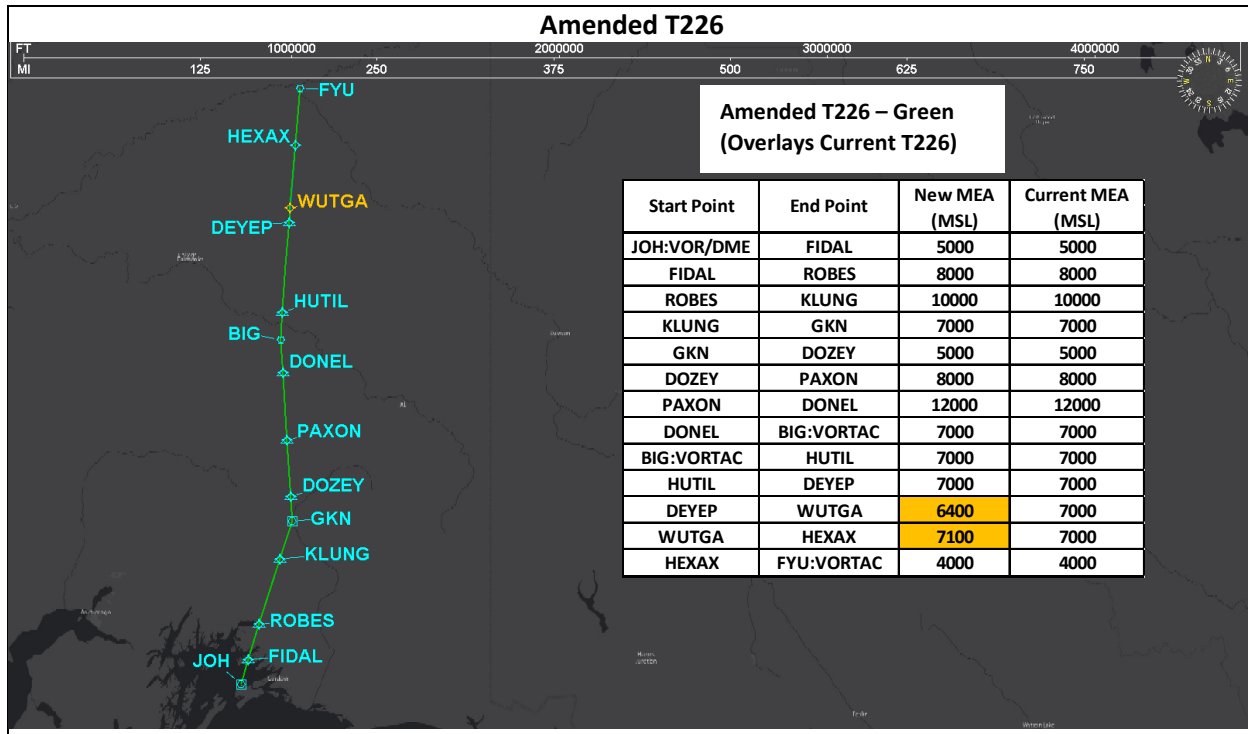 Amended T226
FT 1000000 2000000 3000000 4000000
MI 125 250 375 500 625 750
N
E
S
W
FYU
HEXAX
WUTGA
DEYEP
HUTIL
BIG
DONEL
PAXON
DOZEY
GKN
KLUNG
ROBES
FIDAL
JOH
Amended T226 – Green
(Overlays Current T226)
Start Point End Point New MEA (MSL) Current MEA (MSL)
JOH:VOR/DME FIDAL 5000 5000
FIDAL ROBES 8000 8000
ROBES KLUNG 10000 10000
KLUNG GKN 7000 7000
GKN DOZEY 5000 5000
DOZEY PAXON 8000 8000
PAXON DONEL 12000 12000
DONEL BIG:VORTAC 7000 7000
BIG:VORTAC HUTIL 7000 7000
HUTIL DEYEP 7000 7000
DEYEP WUTGA 6400 7000
WUTGA HEXAX 7100 7000
HEXAX FYU:VORTAC 4000 4000
Haines
Junction
Watson Lake